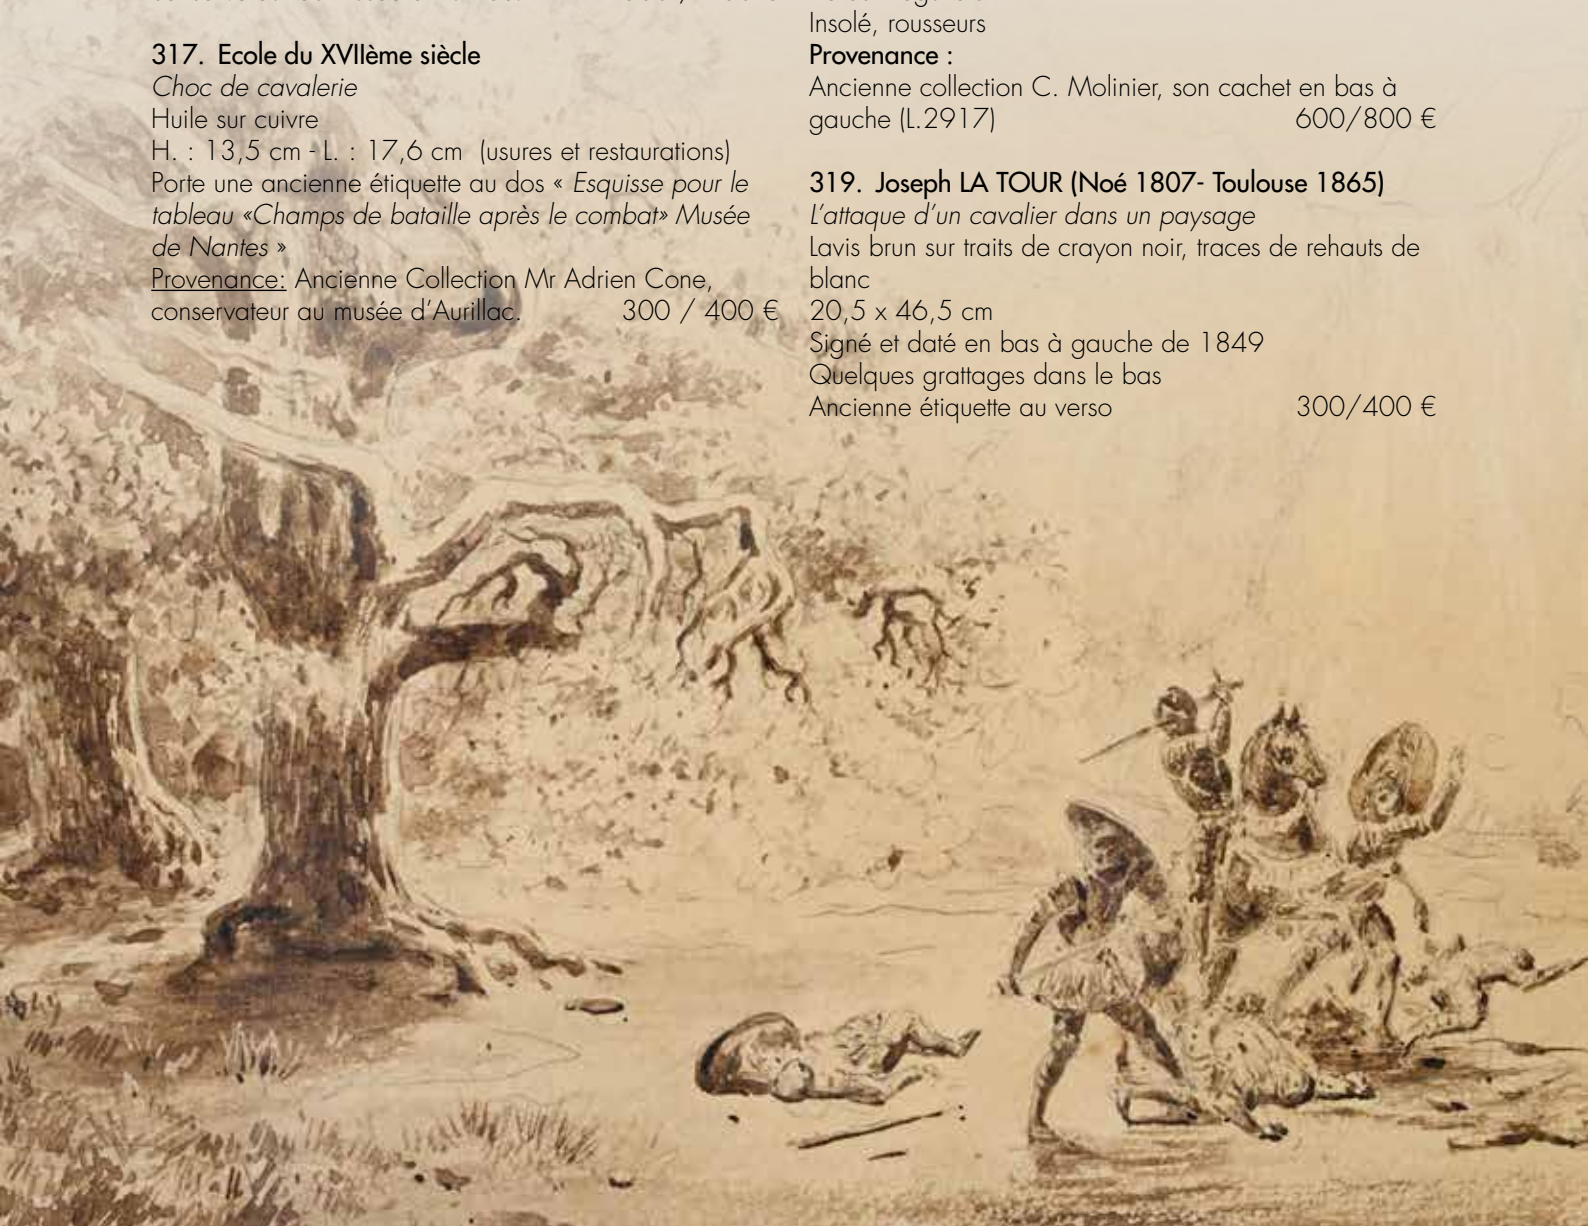 317. Ecole du XVIIème siècle
Choc de cavalerie
Huile sur cuivre
H. : 13,5 cm - L. : 17,6 cm (usures et restaurations)
Porte une ancienne étiquette au dos « Esquisse pour le
tableau «Champs de bataille après le combat» Musée
de Nantes »
Provenance: Ancienne Collection Mr Adrien Cone,
conservateur au musée d'Aurillac. 300 / 400 €
Insolé, rousseurs
Provenance :
Ancienne collection C. Molinier, son cachet en bas à
gauche (L.2917) 600/800 €
319. Joseph LA TOUR (Noé 1807- Toulouse 1865)
L'attaque d'un cavalier dans un paysage
Lavis brun sur traits de crayon noir, traces de rehauts de
blanc
20,5 x 46,5 cm
Signé et daté en bas à gauche de 1849
Quelques grattages dans le bas
Ancienne étiquette au verso 300/400 €